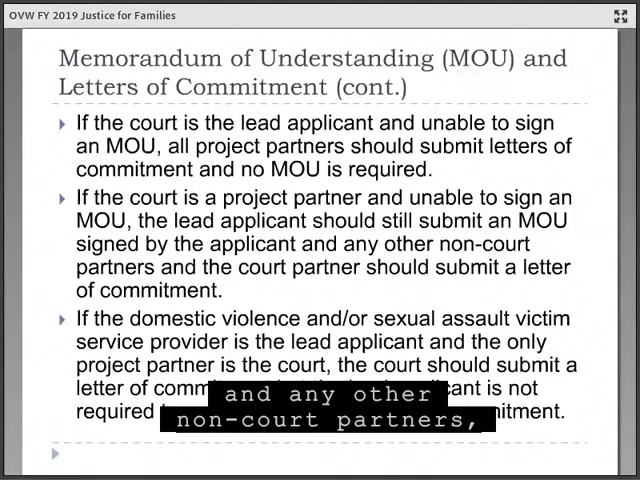 OVW FY 2019 Justice for Families
Memorandum of Understanding (MOU) and
Letters of Commitment (cont.)
If the court is the lead applicant and unable to sign
an MOU, all project partners should submit letters of
commitment and no MOU is required.
If the court is a project partner and unable to sign an
MOU, the lead applicant should still submit an MOU
signed by the applicant and any other non-court
partners and the court partner should submit a letter
of commitment.
If the domestic violence and/or sexual assault victim
service provider is the lead applicant and the only
project partner is the court, the court should submit a
letter of is not
required
and any other
non-court partners,